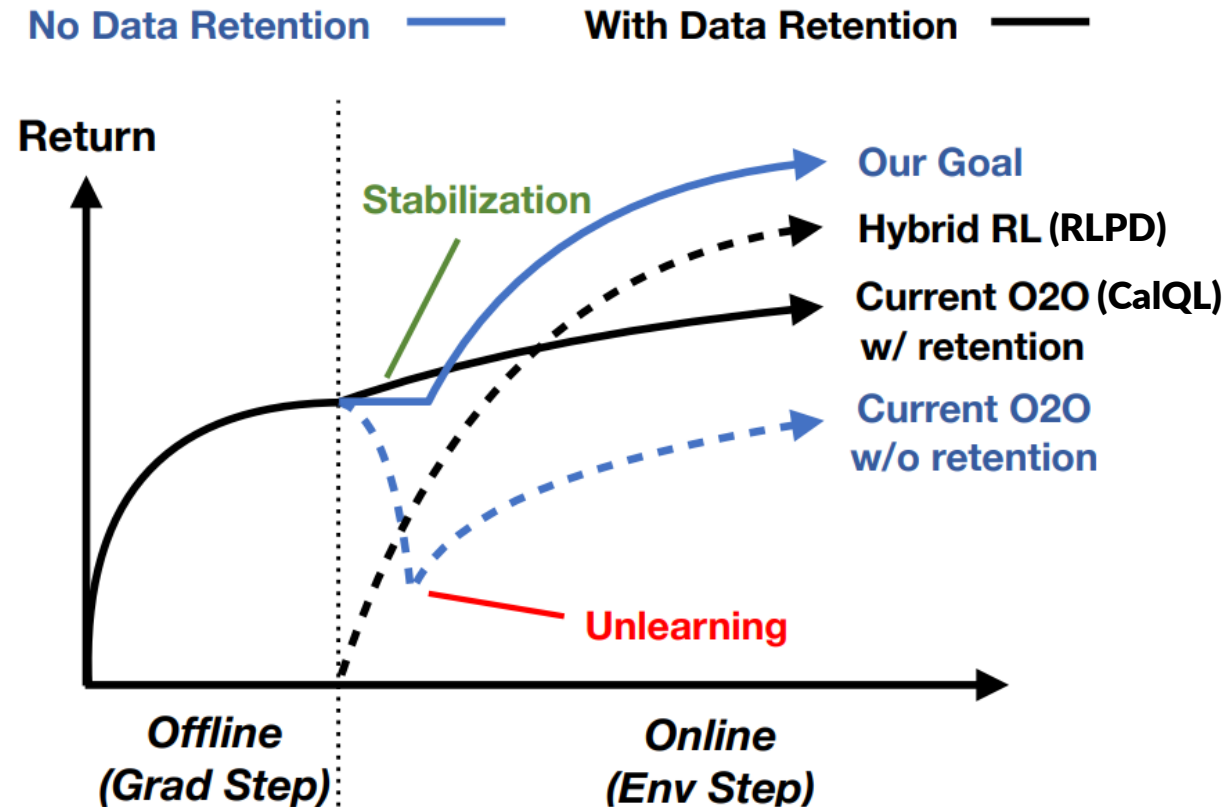 No Data Retention
With Data Retention
Return
Stabilization
Our Goal
Hybrid RL (RLPD)
Current O2O (CalQL)
w/ retention
Current O2O
w/o retention
Unlearning
Offline
(Grad Step)
Online
(Env Step)